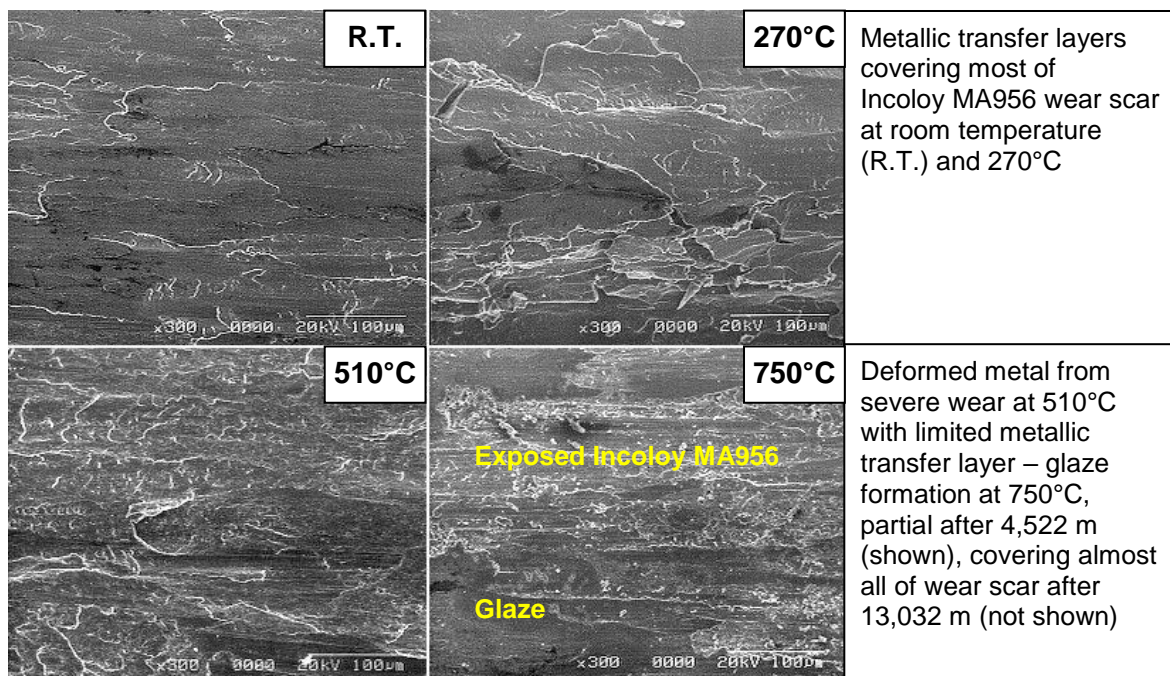 R.T.
270°C
Metallic transfer layers
covering most of
Incoloy MA956 wear scar
at room temperature
(R.T.) and 270°C
x300 0000 20kV 100µm
x300 0000 20kV 100µm
510°C
750°C
Deformed metal from
severe wear at 510°C
with limited metallic
transfer layer – glaze
formation at 750°C,
partial after 4,522 m
(shown), covering almost
all of wear scar after
13,032 m (not shown)
Exposed Incoloy MA956
Glaze
x300 0000 20kV 100µm
x300 0000 20kV 100µm